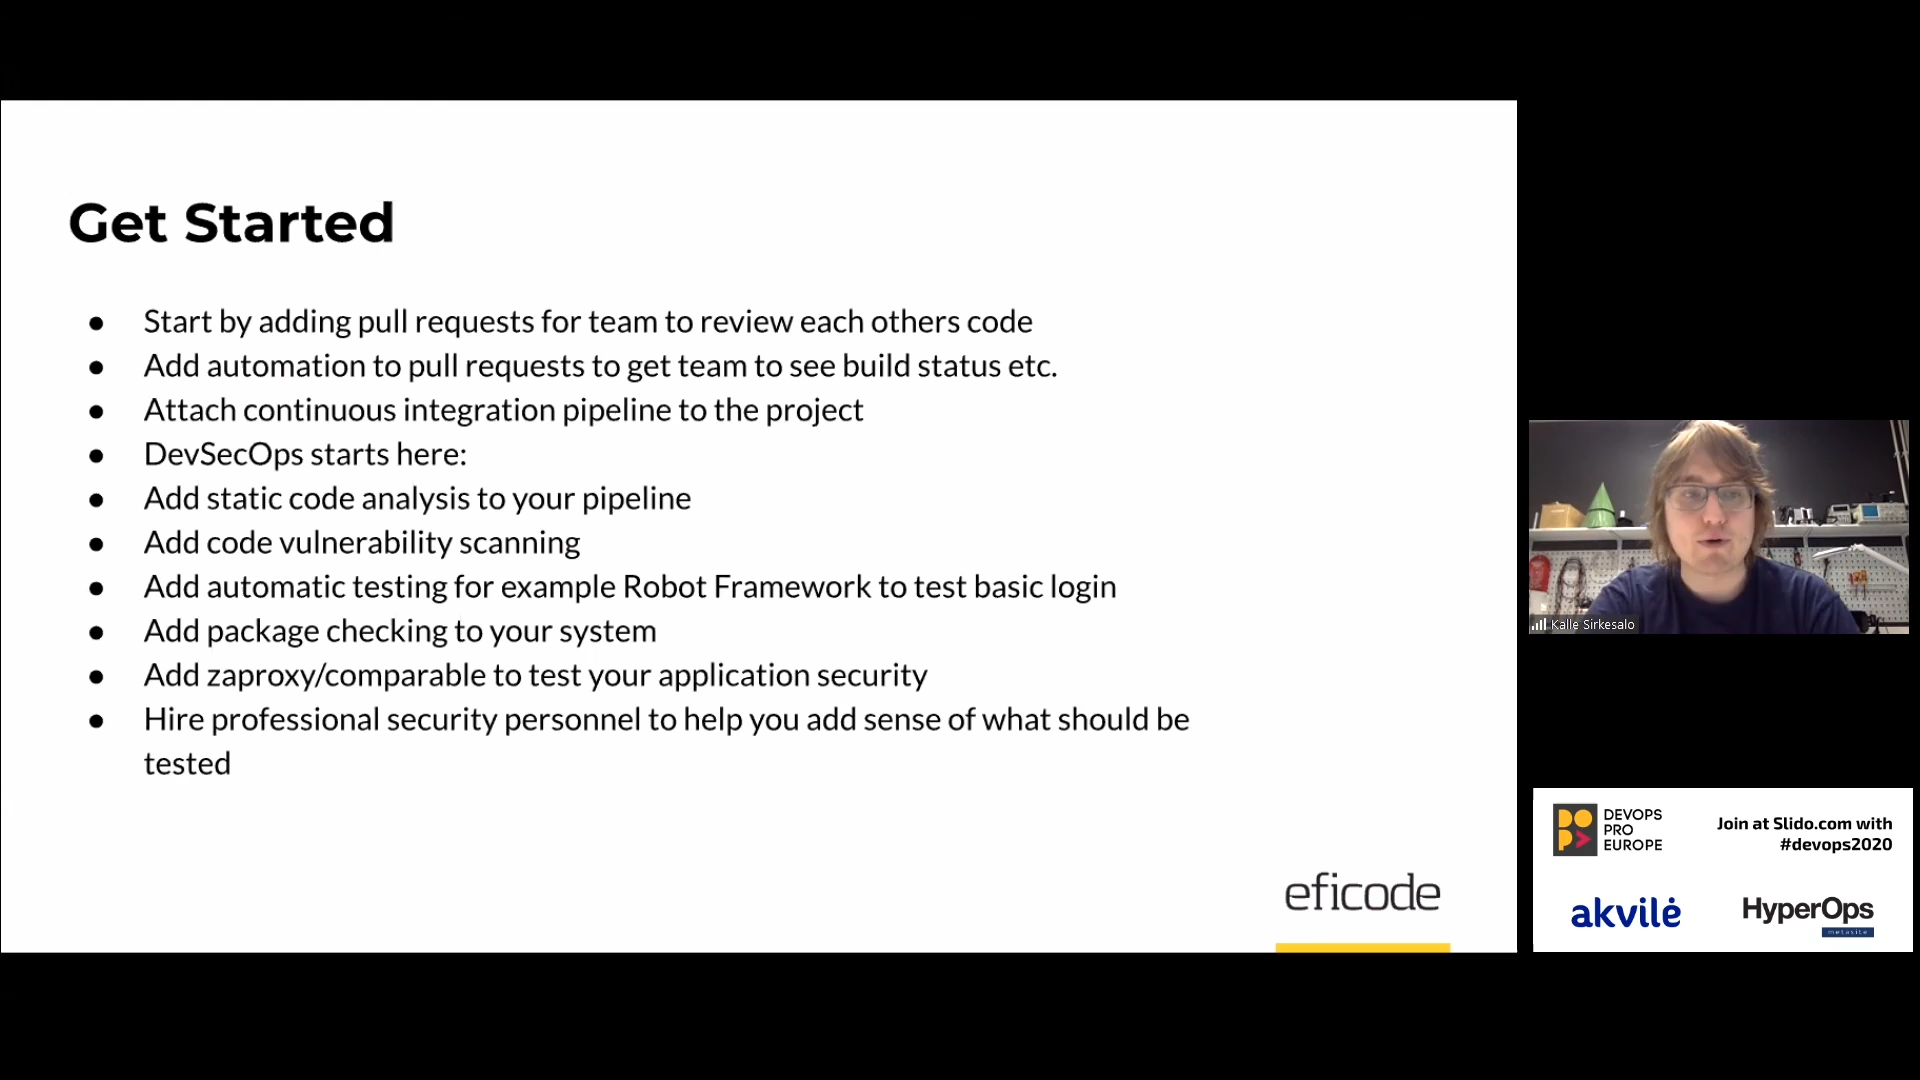 Get Started
● Start by adding pull requests for team to review each others code
● Add automation to pull requests to get team to see build status etc.
● Attach continuous integration pipeline to the project
● DevSecOps starts here:
● Add static code analysis to your pipeline
● Add code vulnerability scanning
● Add automatic testing for example Robot Framework to test basic login
● Add package checking to your system
● Add zaproxy/comparable to test your application security
● Hire professional security personnel to help you add sense of what should be
tested
eficode
Kalle Sirkesalo
DEVOPS
PRO
EUROPE
Join at Slido.com with
#devops2020
akvilė
HyperOps
metasite